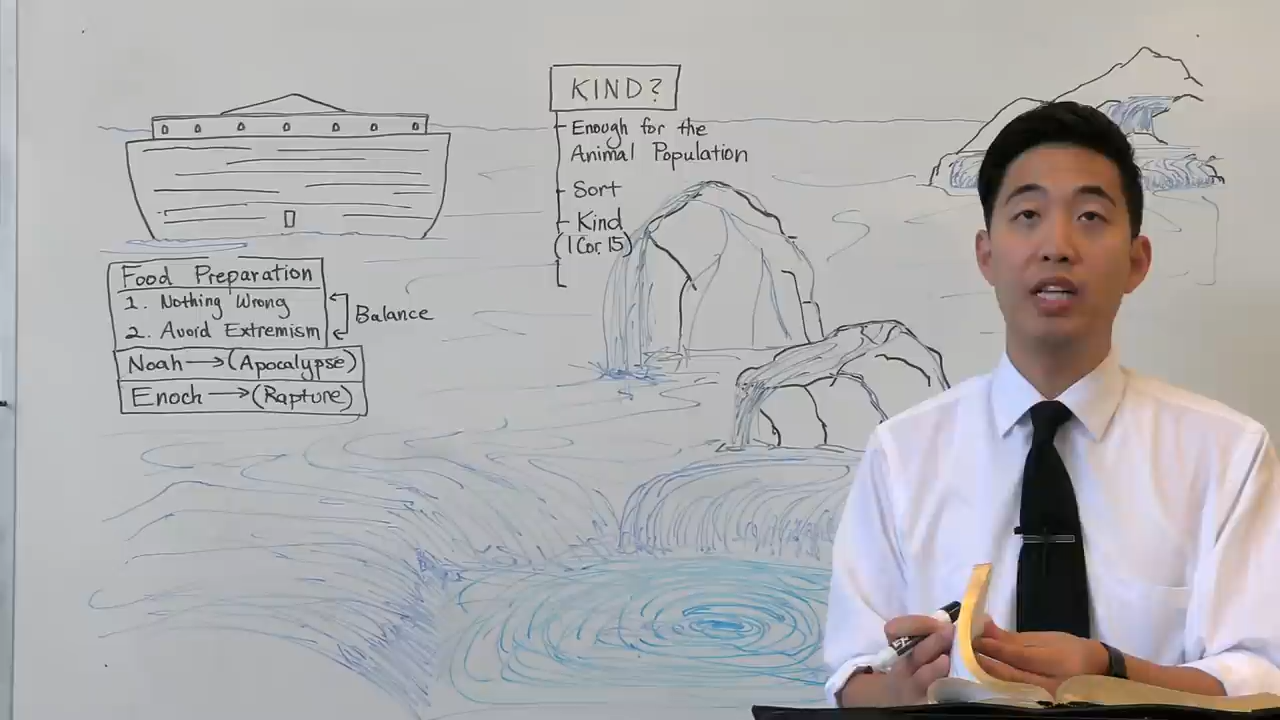 KIND?
- Enough for the
Animal Population
- Sort
- Kind
(1 Cor. 15)
Food Preparation
1. Nothing Wrong
2. Avoid Extremism
Balance
Noah → (Apocalypse)
Enoch → (Rapture)